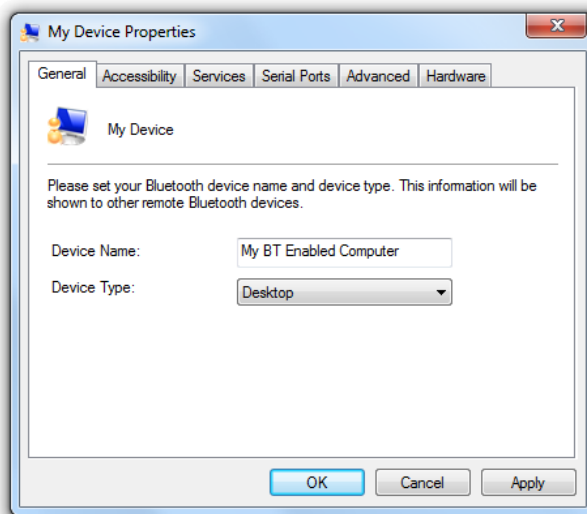 My Device Properties
General Accessibility Services Serial Ports Advanced Hardware
My Device
Please set your Bluetooth device name and device type. This information will be
shown to other remote Bluetooth devices.
Device Name: My BT Enabled Computer
Device Type: Desktop
OK Cancel Apply